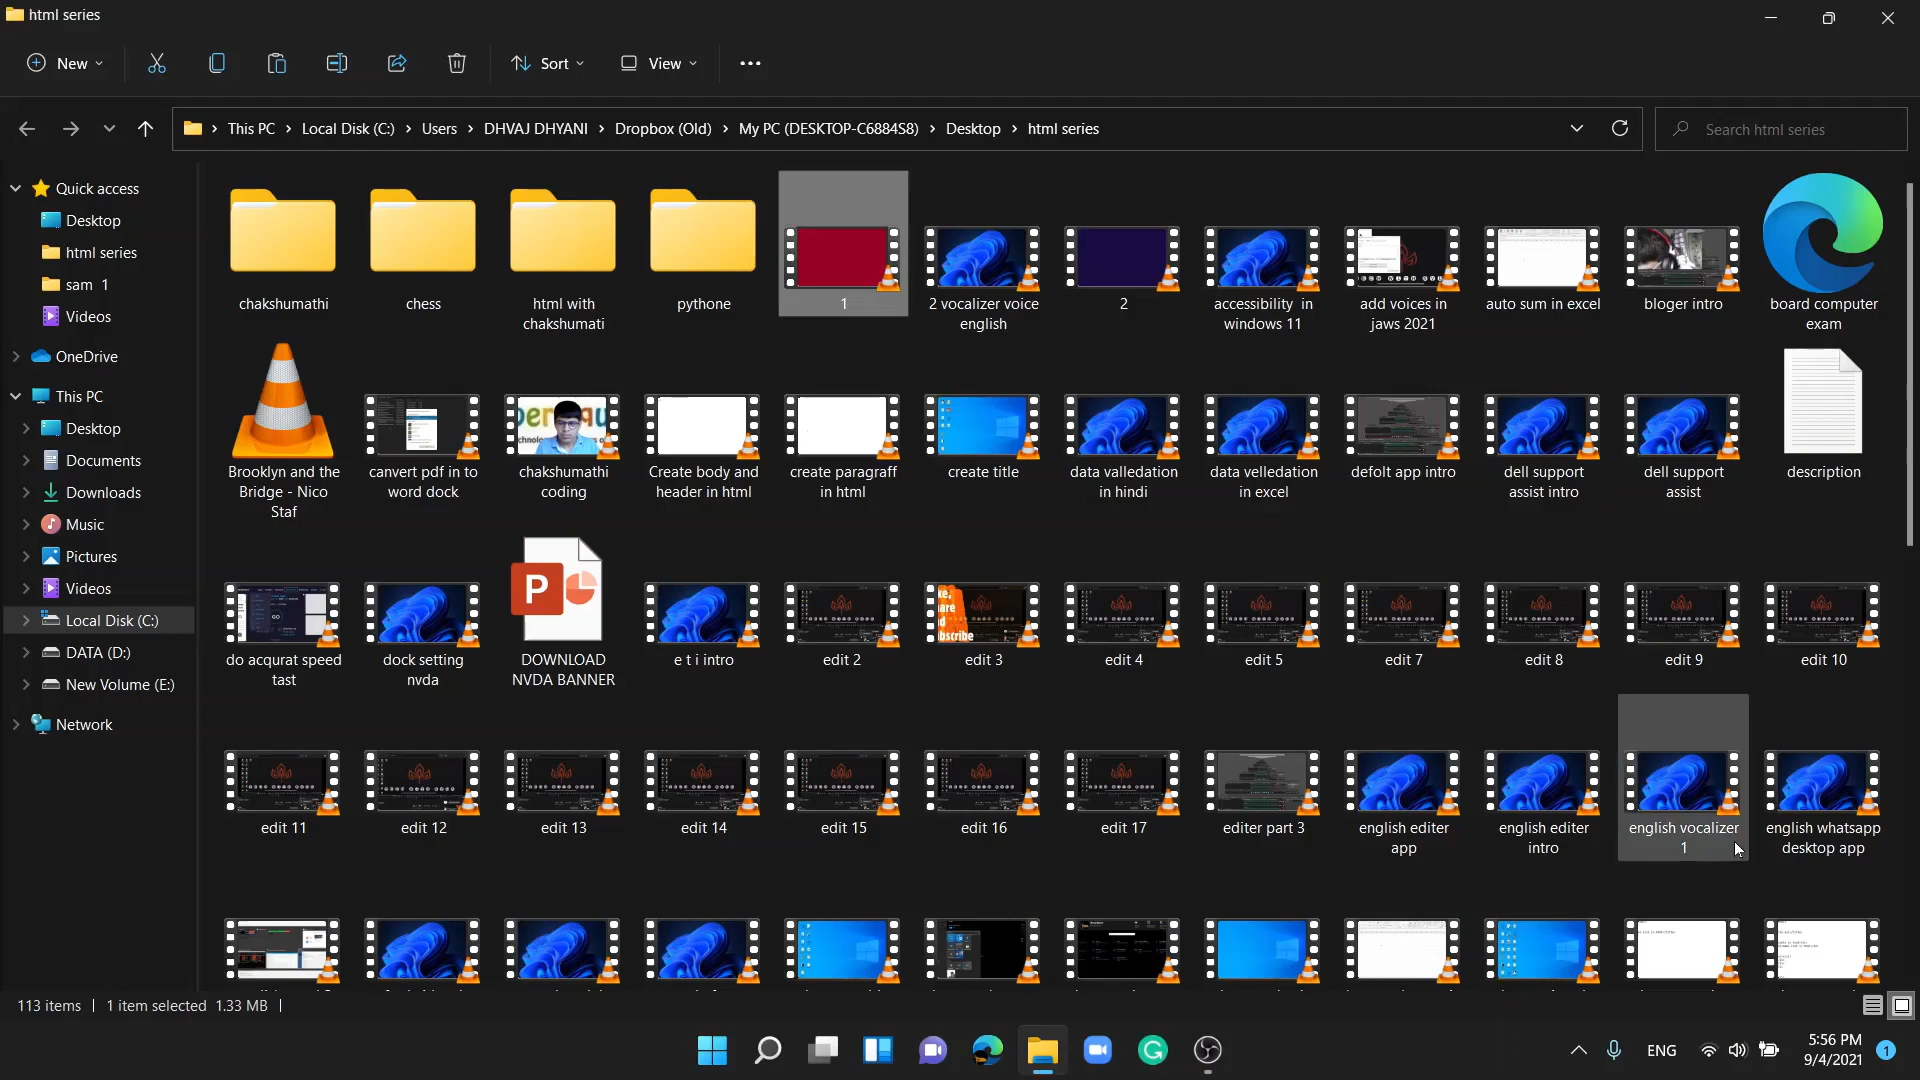 html series
New
Sort
View
This PC
Local Disk (C:)
Users
DHVAJ DHYANI
Dropbox (Old)
My PC (DESKTOP-C6884S8)
Desktop
html series
Search html series
Quick access
Desktop
html series
sam 1
Videos
OneDrive
This PC
Desktop
Documents
Downloads
Music
Pictures
Videos
Local Disk (C:)
DATA (D:)
New Volume (E:)
Network
chakshumathi
chess
html with
chakshumati
pythone
1
2 vocalizer voice
english
2
accessibility in
windows 11
add voices in
jaws 2021
auto sum in excel
bloger intro
board computer
exam
Brooklyn and the
Bridge - Nico
Staf
canvert pdf in to
word dock
chakshumathi
coding
Create body and
header in html
create paragraff
in html
create title
data valledation
in hindi
data velledation
in excel
defolt app intro
dell support
assist intro
dell support
assist
description
do acqurat speed
tast
dock setting
nvda
P
DOWNLOAD
NVDA BANNER
e t i intro
edit 2
edit 3
edit 4
edit 5
edit 7
edit 8
edit 9
edit 10
edit 11
edit 12
edit 13
edit 14
edit 15
edit 16
edit 17
editer part 3
english editer
app
english editer
intro
english vocalizer
1
english whatsapp
desktop app
113 items
1 item selected 1.33 MB
ENG
5:56 PM
9/4/2021
1